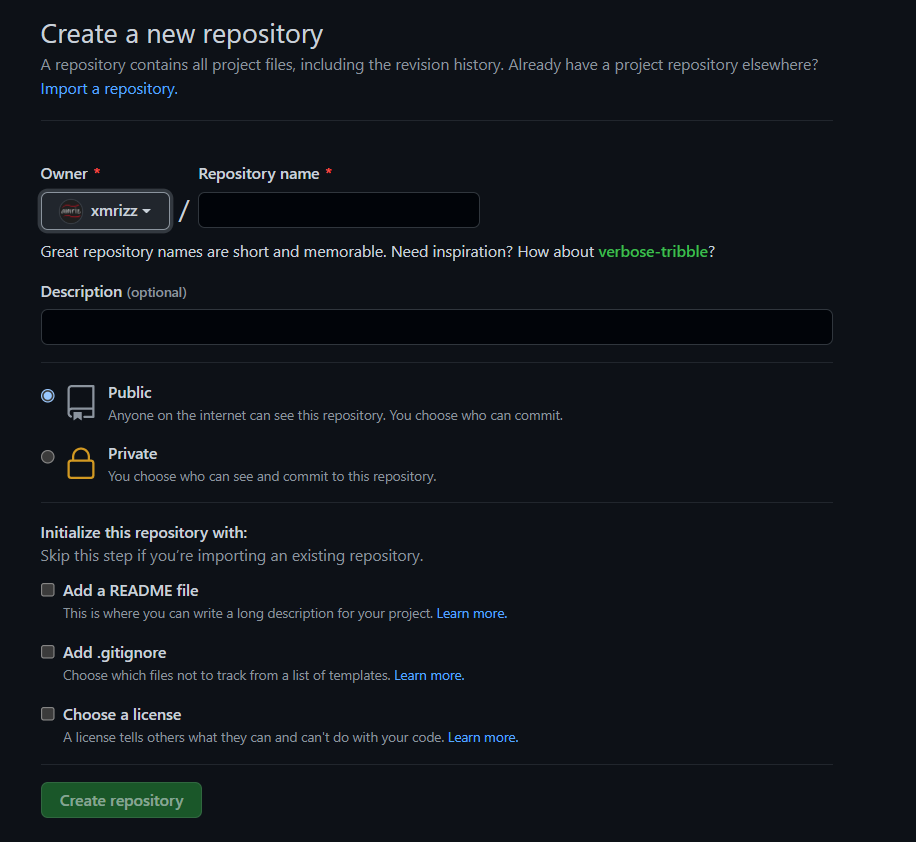 Create a new repository
A repository contains all project files, including the revision history. Already have a project repository elsewhere?
Import a repository.
Owner * Repository name *
xmrizz /
Great repository names are short and memorable. Need inspiration? How about verbose-tribble?
Description (optional)
Public
Anyone on the internet can see this repository. You choose who can commit.
Private
You choose who can see and commit to this repository.
Initialize this repository with:
Skip this step if you’re importing an existing repository.
Add a README file
This is where you can write a long description for your project. Learn more.
Add .gitignore
Choose which files not to track from a list of templates. Learn more.
Choose a license
A license tells others what they can and can't do with your code. Learn more.
Create repository